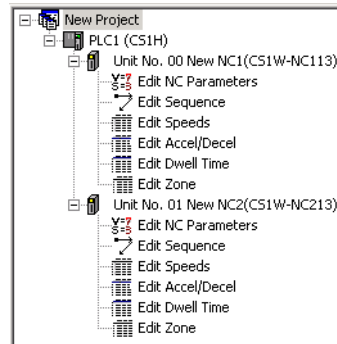 New Project
PLC1 (CS1H)
Unit No. 00 New NC1(CS1W-NC113)
Edit NC Parameters
Edit Sequence
Edit Speeds
Edit Accel/Decel
Edit Dwell Time
Edit Zone
Unit No. 01 New NC2(CS1W-NC213)
Edit NC Parameters
Edit Sequence
Edit Speeds
Edit Accel/Decel
Edit Dwell Time
Edit Zone